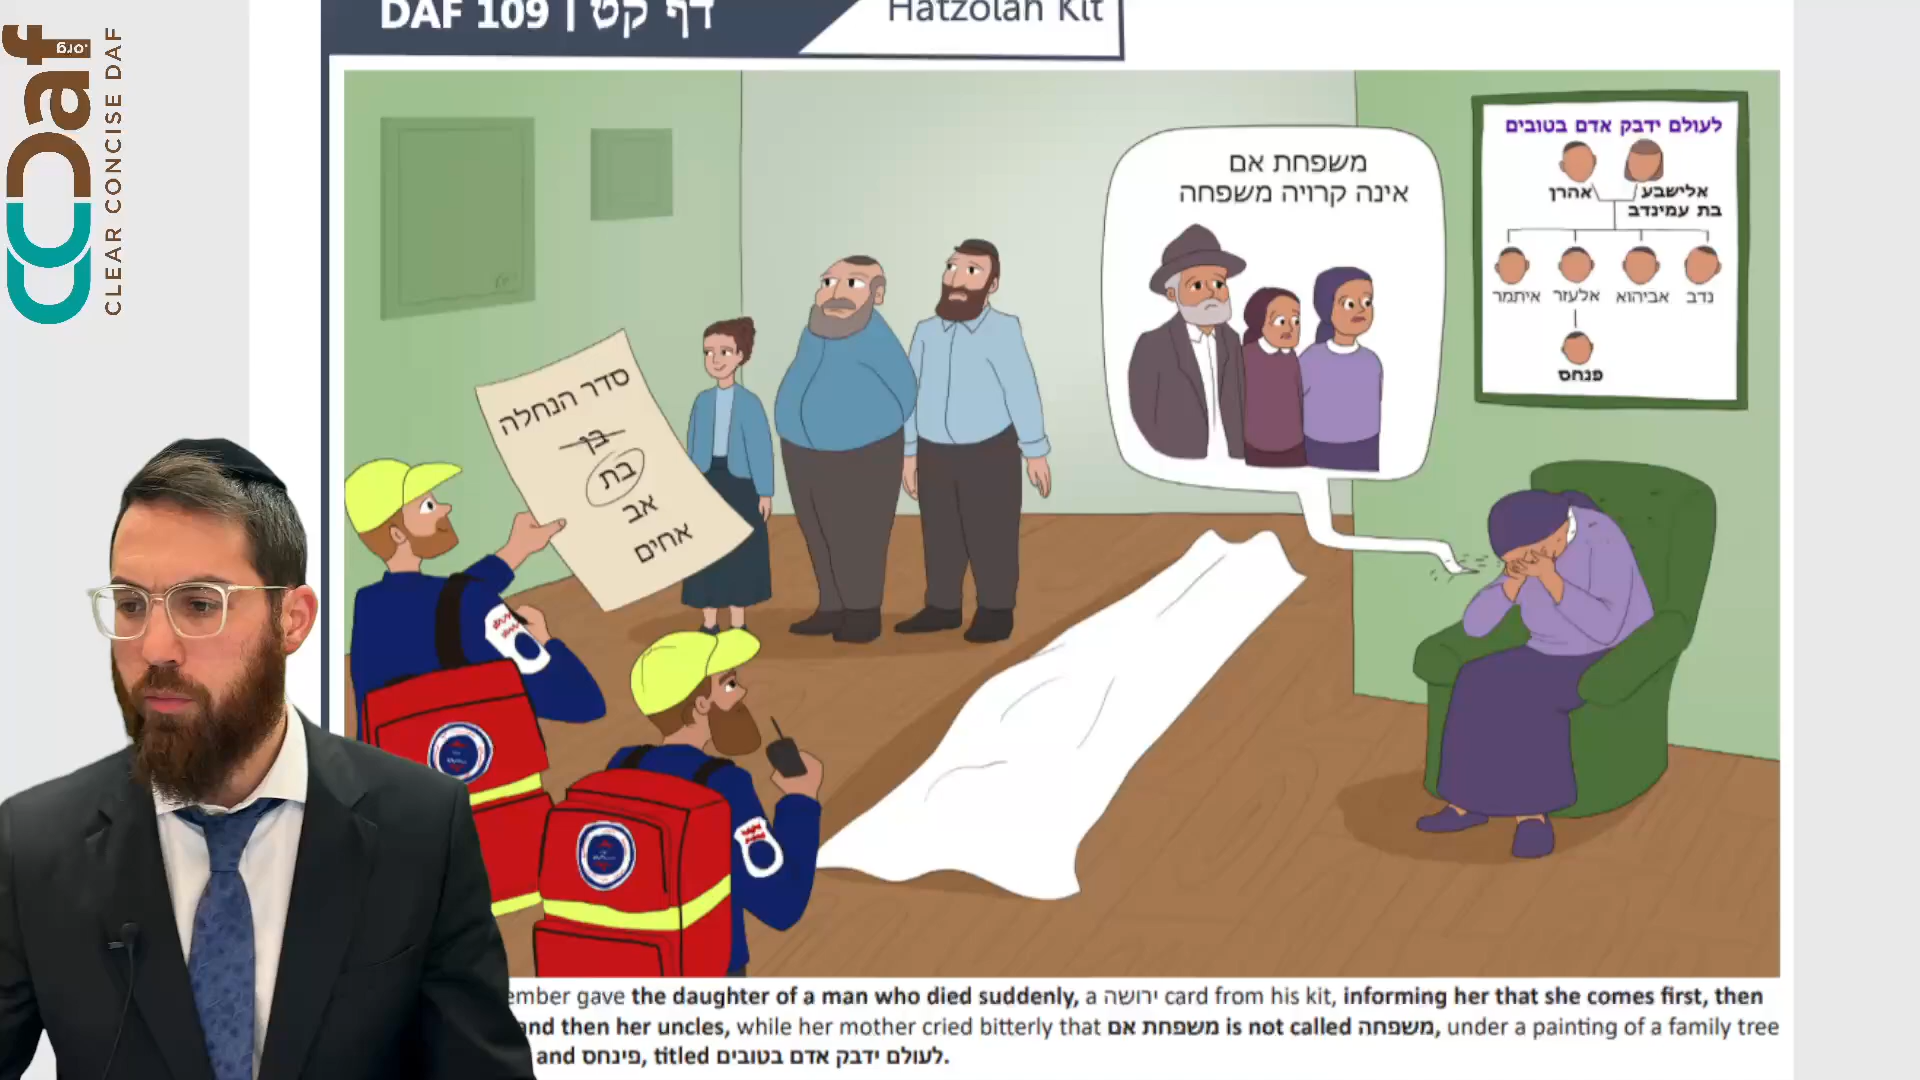 DAF 109 | דף קט
Hatzolah Kit
CCDaf
.org
CLEAR CONCISE DAF
סדר הנחלה
בן
בת
אב
אחים
משפחת אם
אינה קרויה משפחה
לעולם ידבק אדם בטובים
אהרן
אלישבע
בת עמינדב
נדב
אביהוא
אלעזר
איתמר
פנחס
ember gave the daughter of a man who died suddenly, a ירושה card from his kit, informing her that she comes first, then
and then her uncles, while her mother cried bitterly that משפחת אם is not called משפחה, under a painting of a family tree
and פינחס, titled לעולם ידבק אדם בטובים.